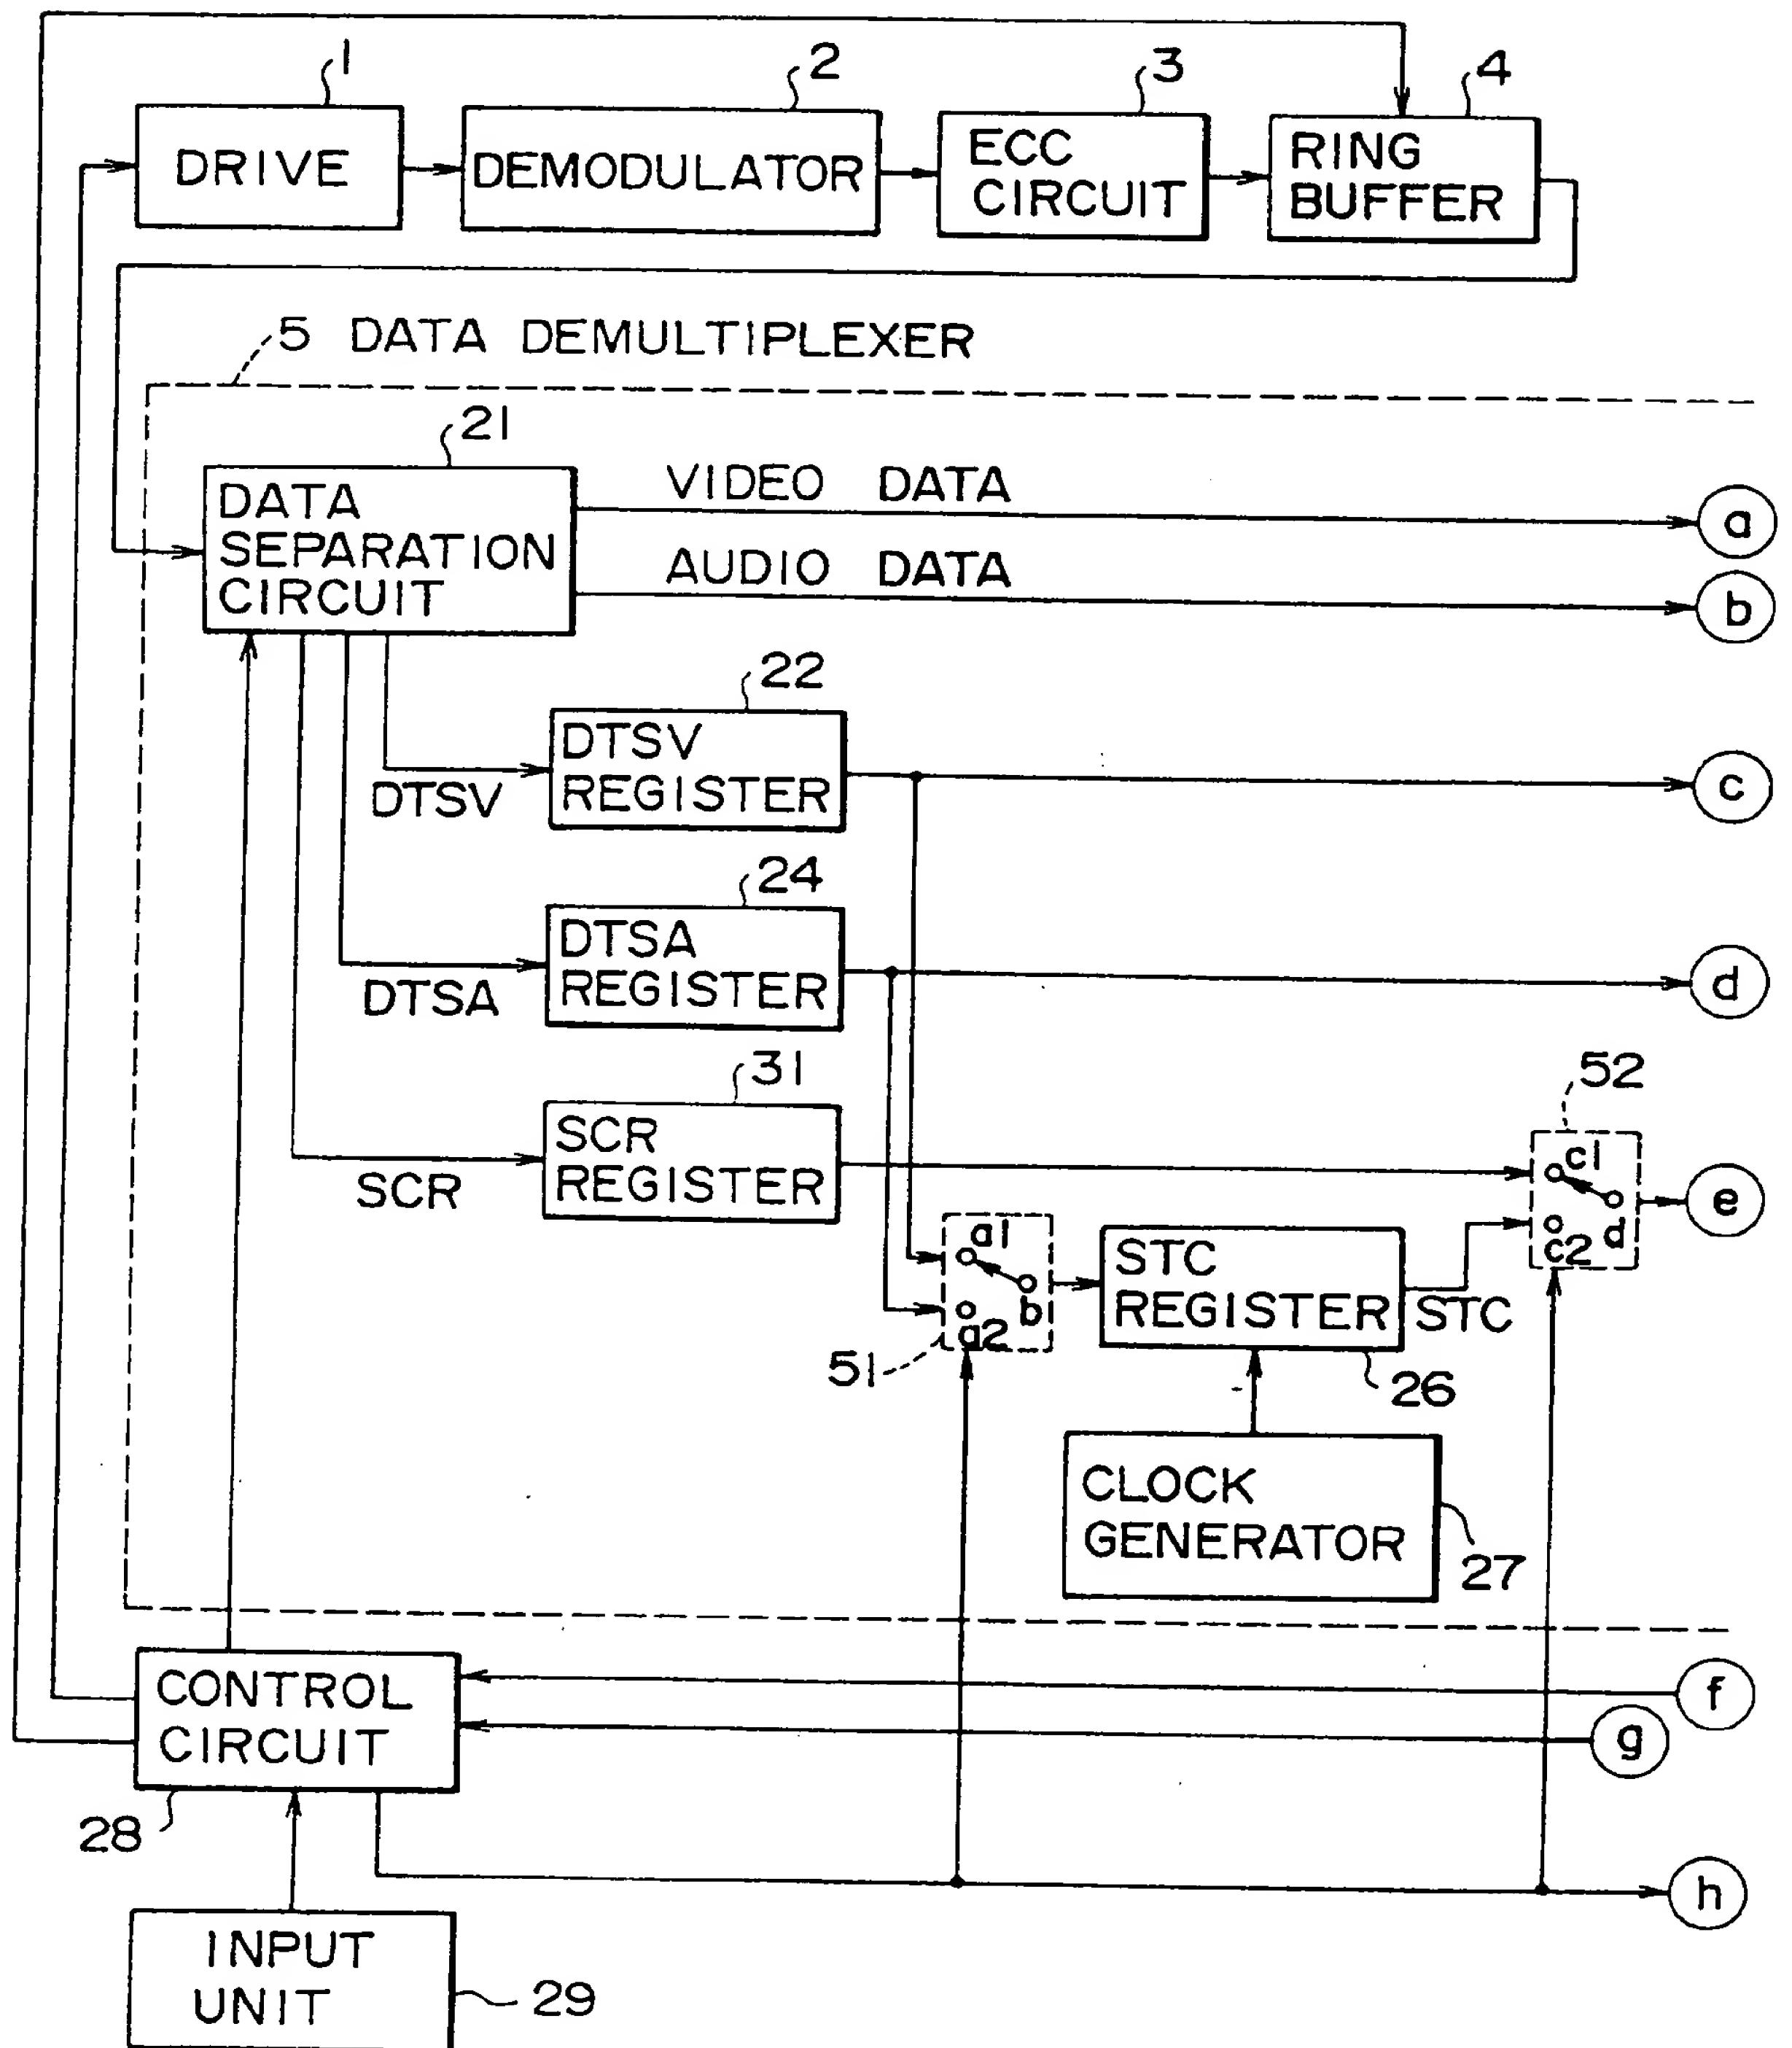 1
2
3
4
DRIVE
DEMODULATOR
ECC
CIRCUIT
RING
BUFFER
5 DATA DEMULTIPLEXER
21
DATA
SEPARATION
CIRCUIT
VIDEO DATA
a
AUDIO DATA
b
22
DTSV
REGISTER
DTSV
c
24
DTSA
REGISTER
DTSA
d
31
SCR
REGISTER
SCR
52
c1
d
c2
e
a1
b
a2
51
STC
REGISTER
STC
26
CLOCK
GENERATOR
27
CONTROL
CIRCUIT
28
f
g
h
INPUT
UNIT
29